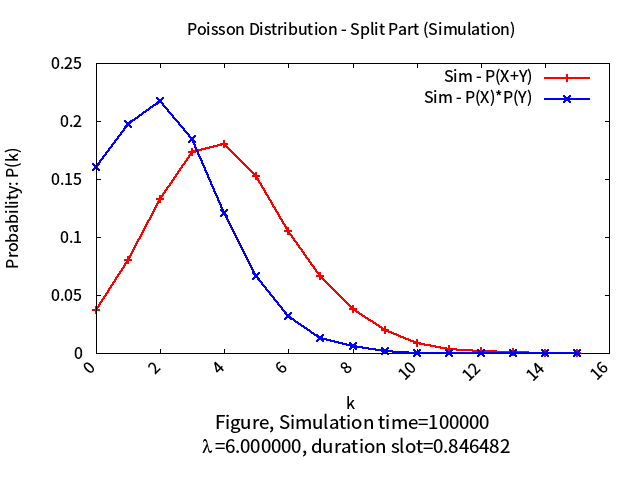 Poisson Distribution - Split Part (Simulation)
Sim - P(X+Y)
Sim - P(X)*P(Y)
Probability: P(k)
0.25
0.2
0.15
0.1
0.05
0
0 2 4 6 8 10 12 14 16
k
Figure, Simulation time=100000
λ=6.000000, duration slot=0.846482